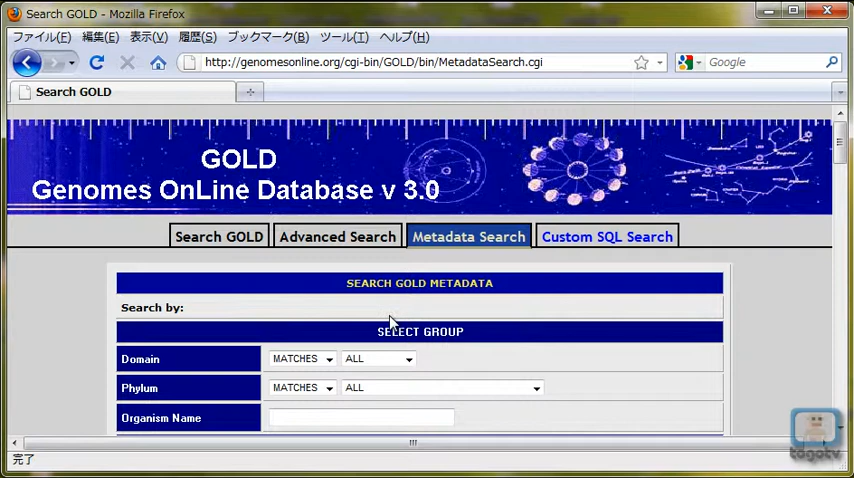 Search GOLD - Mozilla Firefox
ファイル(F) 編集(E) 表示(V) 履歴(S) ブックマーク(B) ツール(T) ヘルプ(H)
http://genomesonline.org/cgi-bin/GOLD/bin/MetadataSearch.cgi
Google
Search GOLD
GOLD
Genomes OnLine Database v 3.0
Search GOLD Advanced Search Metadata Search Custom SQL Search
SEARCH GOLD METADATA
Search by:
SELECT GROUP
Domain MATCHES ALL
Phylum MATCHES ALL
Organism Name
完了
togotv